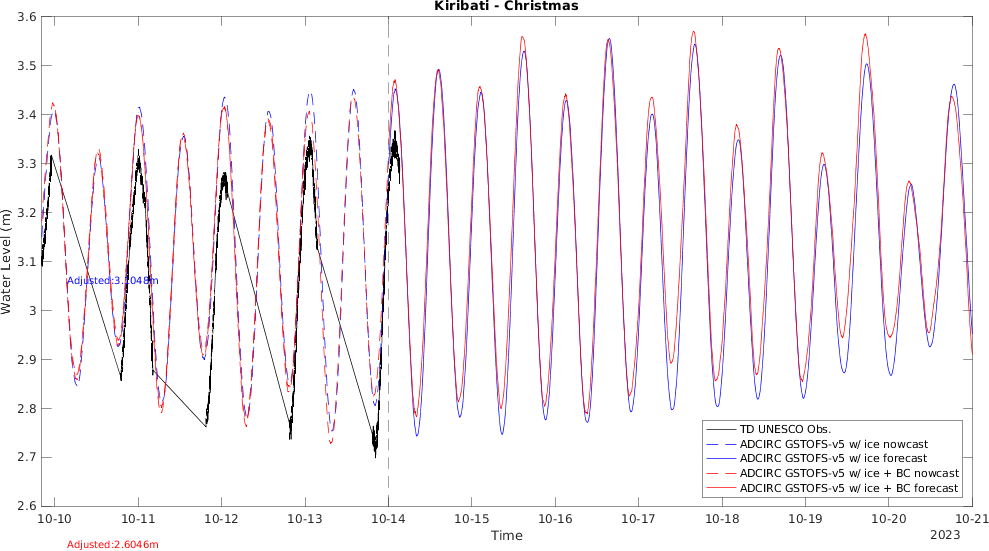 Kiribati - Christmas
Water Level (m)
3.6
3.5
3.4
3.3
3.2
3.1
3
2.9
2.8
2.7
2.6
Adjusted:3.1048m
TD UNESCO Obs.
ADCIRC GSTOFS-v5 w/ ice nowcast
ADCIRC GSTOFS-v5 w/ ice forecast
ADCIRC GSTOFS-v5 w/ ice + BC nowcast
ADCIRC GSTOFS-v5 w/ ice + BC forecast
10-10 10-11 10-12 10-13 10-14 10-15 10-16 10-17 10-18 10-19 10-20 10-21
Time
2023
Adjusted:2.6046m